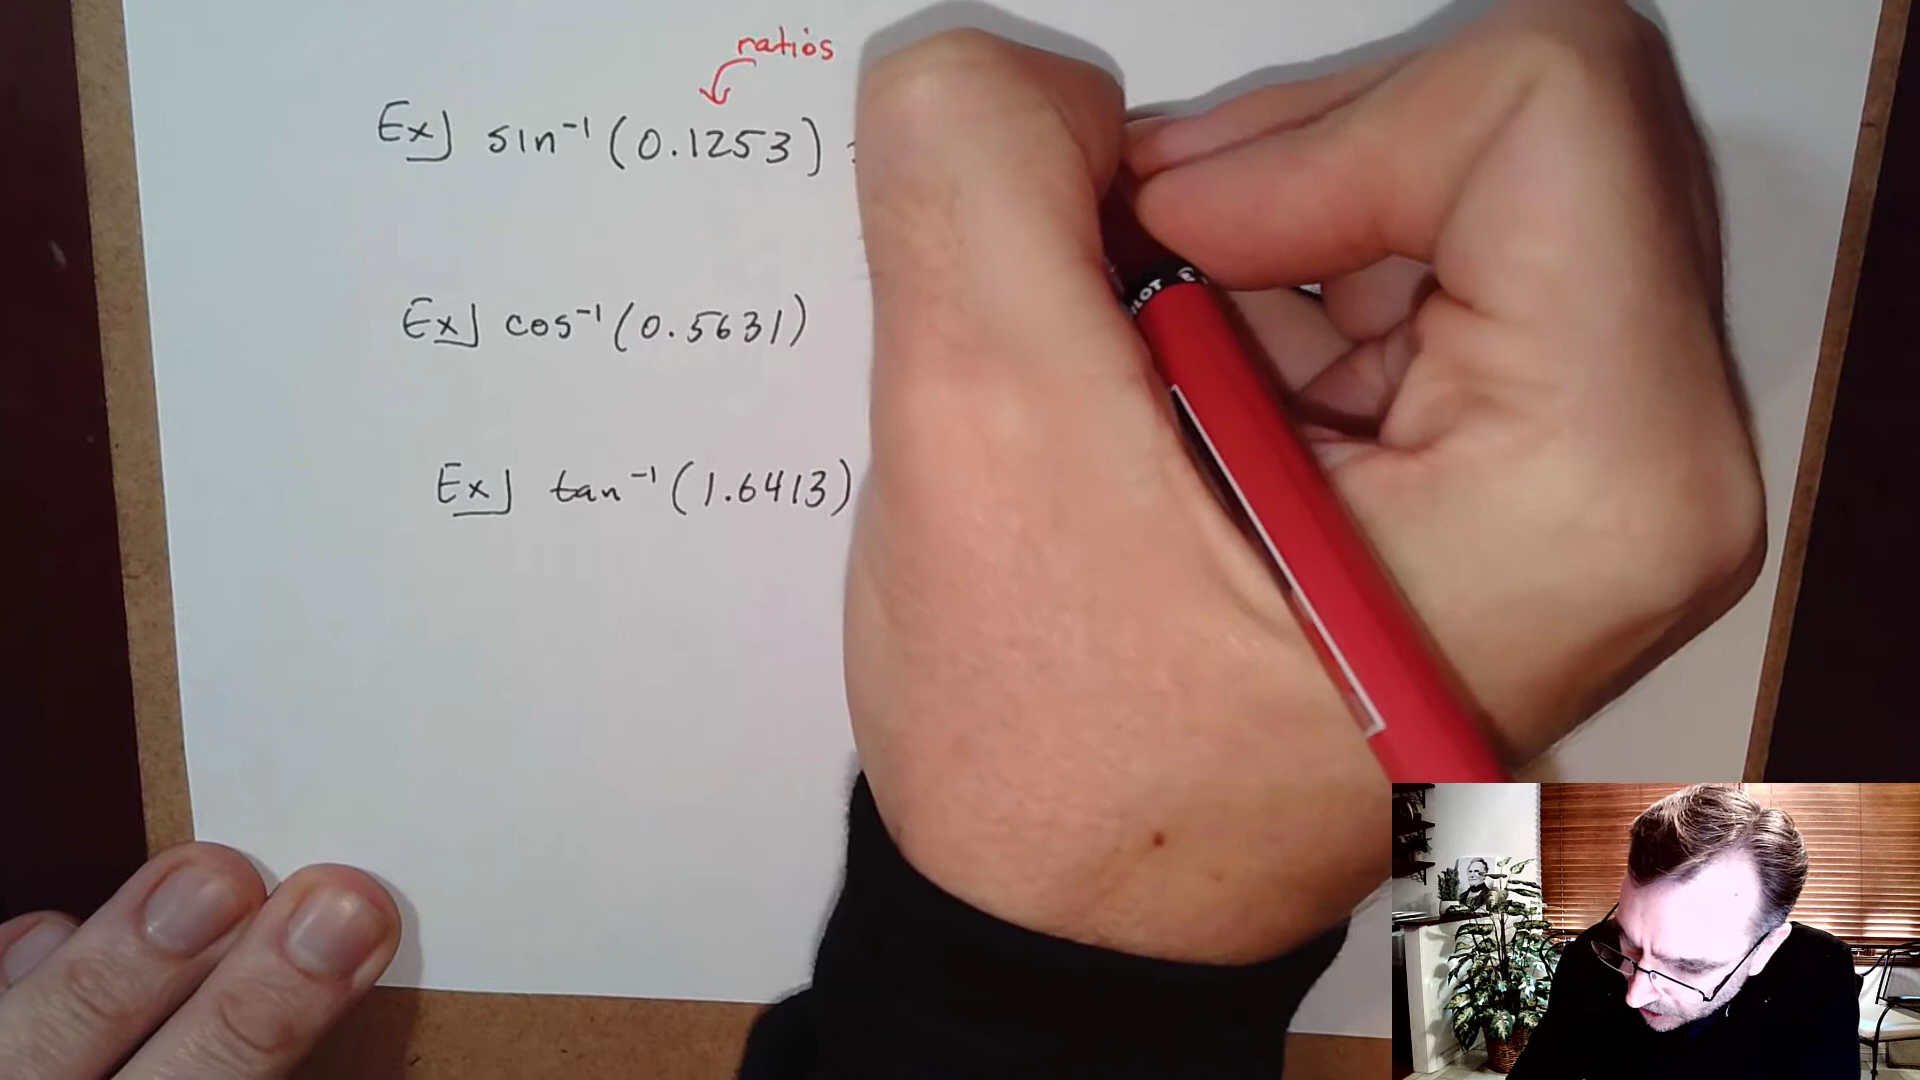 ratios
Ex] sin⁻¹(0.1253)
Ex] cos⁻¹(0.5631)
Ex] tan⁻¹(1.6413)